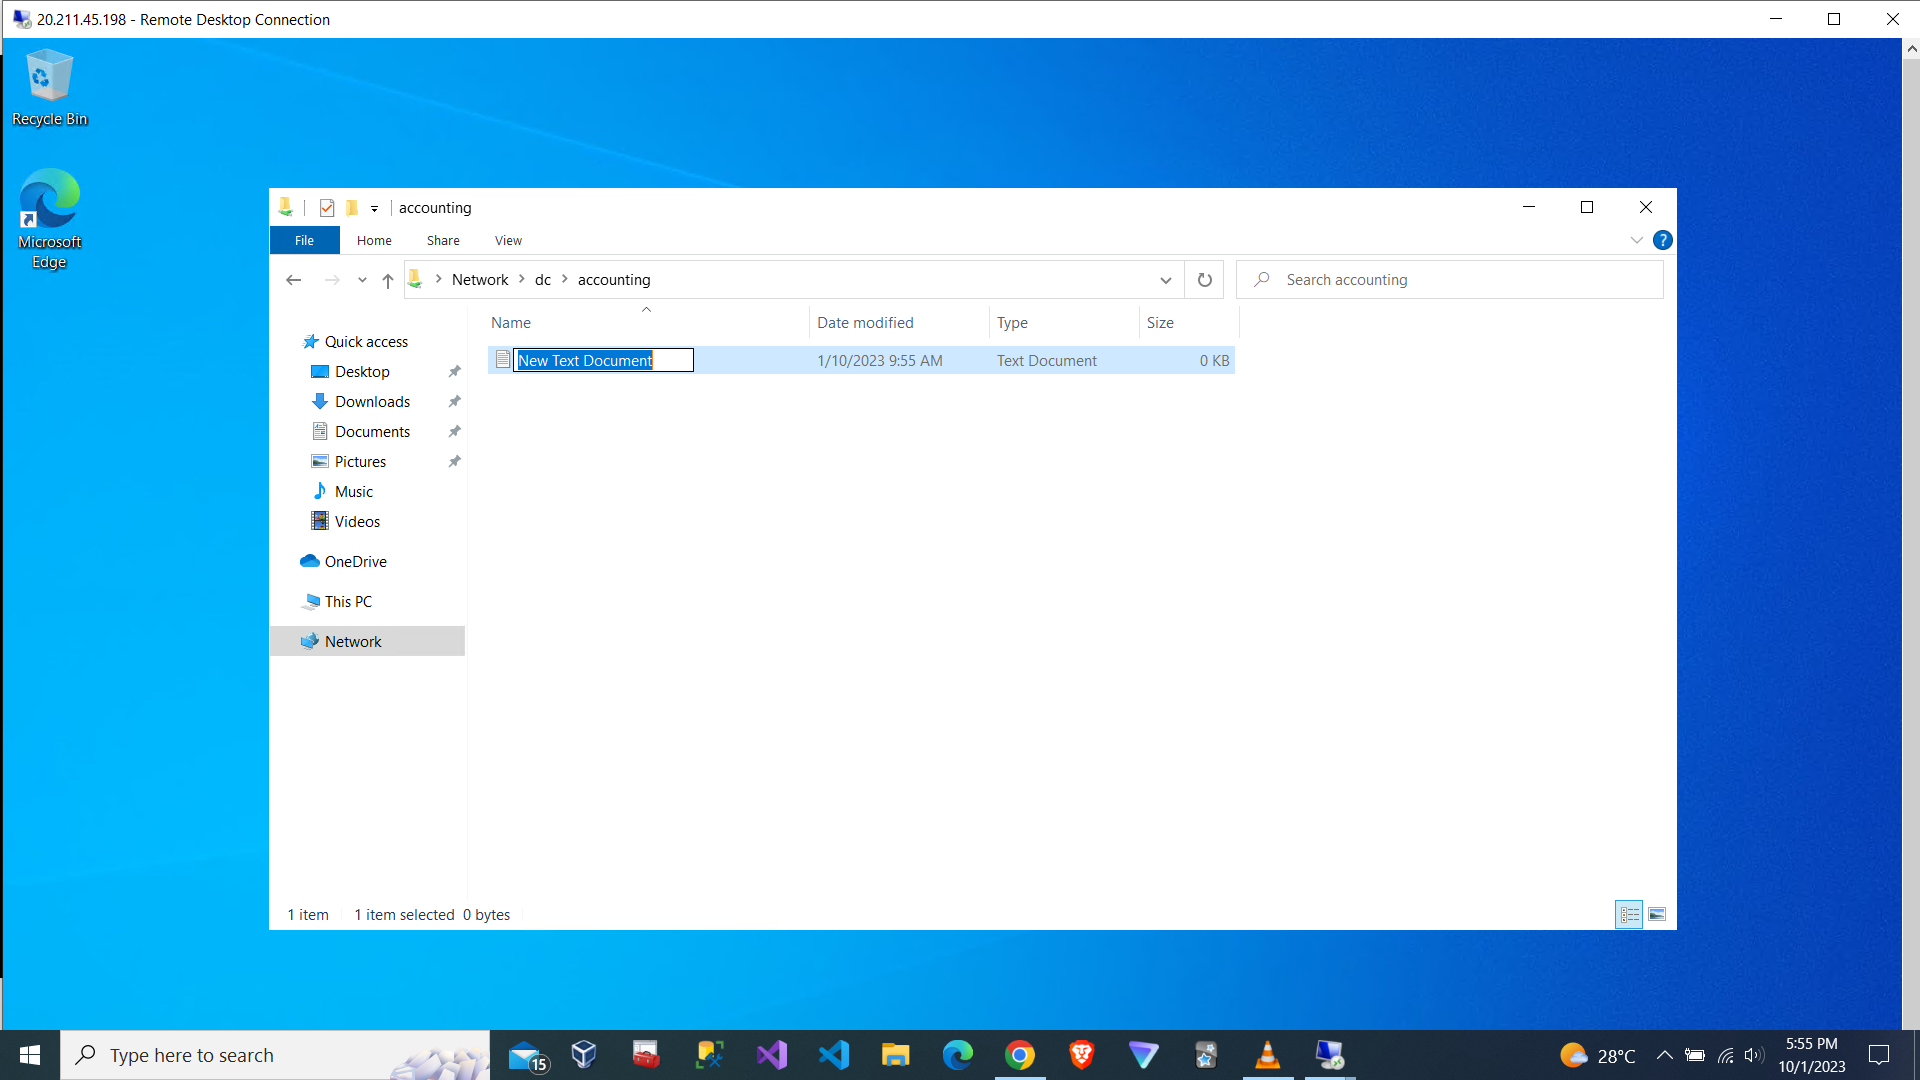 20.211.45.198 - Remote Desktop Connection
Recycle Bin
Microsoft
Edge
accounting
File Home Share View
Network dc accounting
Search accounting
Name Date modified Type Size
Quick access
Desktop
Downloads
Documents
Pictures
Music
Videos
OneDrive
This PC
Network
New Text Document 1/10/2023 9:55 AM Text Document 0 KB
1 item 1 item selected 0 bytes
Type here to search
15
28°C
5:55 PM
10/1/2023